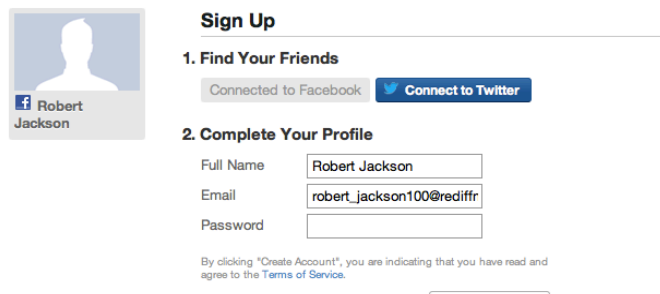 Sign Up
1. Find Your Friends
Connected to Facebook
Connect to Twitter
Robert
Jackson
2. Complete Your Profile
Full Name
Robert Jackson
Email
robert_jackson100@rediffr
Password
By clicking "Create Account", you are indicating that you have read and
agree to the Terms of Service.